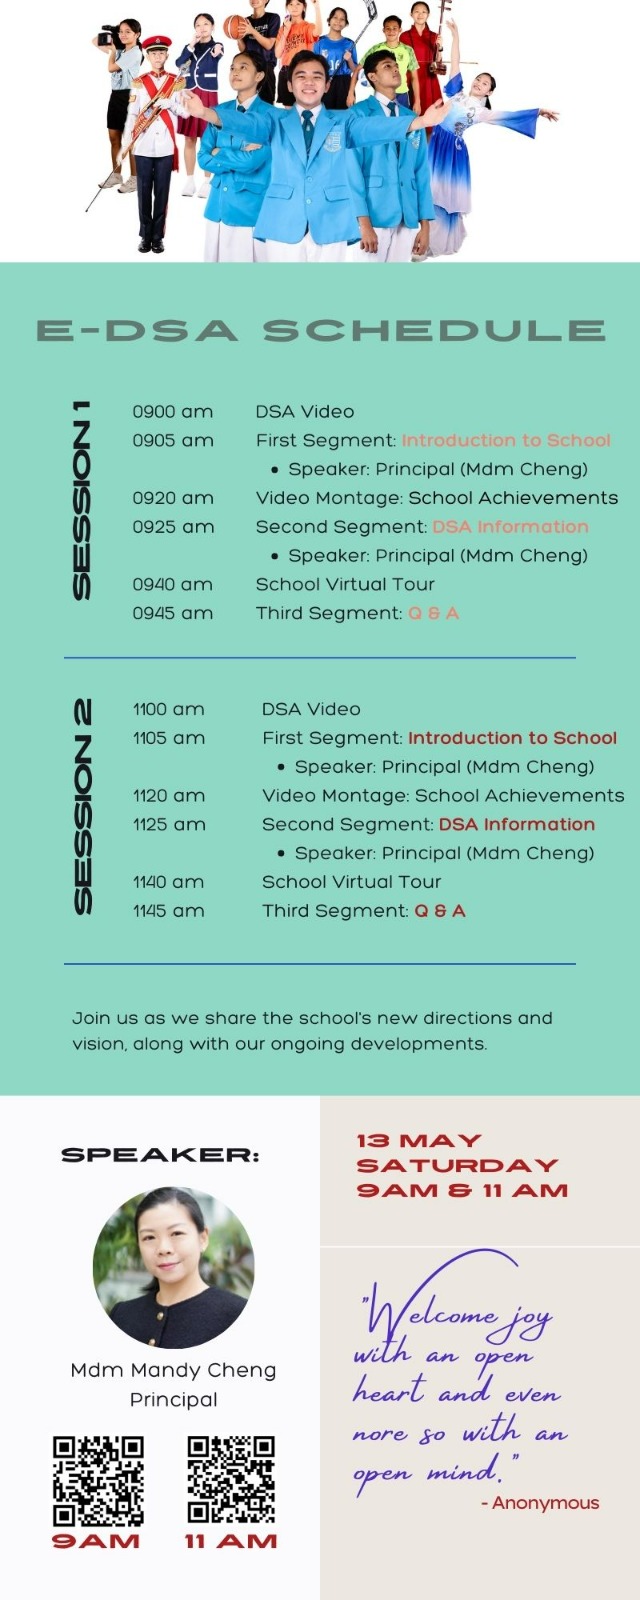 E-DSA SCHEDULE
SESSION 1
0900 am DSA Video
0905 am First Segment: Introduction to School
• Speaker: Principal (Mdm Cheng)
0920 am Video Montage: School Achievements
0925 am Second Segment: DSA Information
• Speaker: Principal (Mdm Cheng)
0940 am School Virtual Tour
0945 am Third Segment: Q & A
SESSION 2
1100 am DSA Video
1105 am First Segment: Introduction to School
• Speaker: Principal (Mdm Cheng)
1120 am Video Montage: School Achievements
1125 am Second Segment: DSA Information
• Speaker: Principal (Mdm Cheng)
1140 am School Virtual Tour
1145 am Third Segment: Q & A
Join us as we share the school's new directions and
vision, along with our ongoing developments.
SPEAKER:
Mdm Mandy Cheng
Principal
9AM 11 AM
13 MAY
SATURDAY
9AM & 11 AM
"Welcome joy
with an open
heart and even
nore so with an
open mind."
- Anonymous